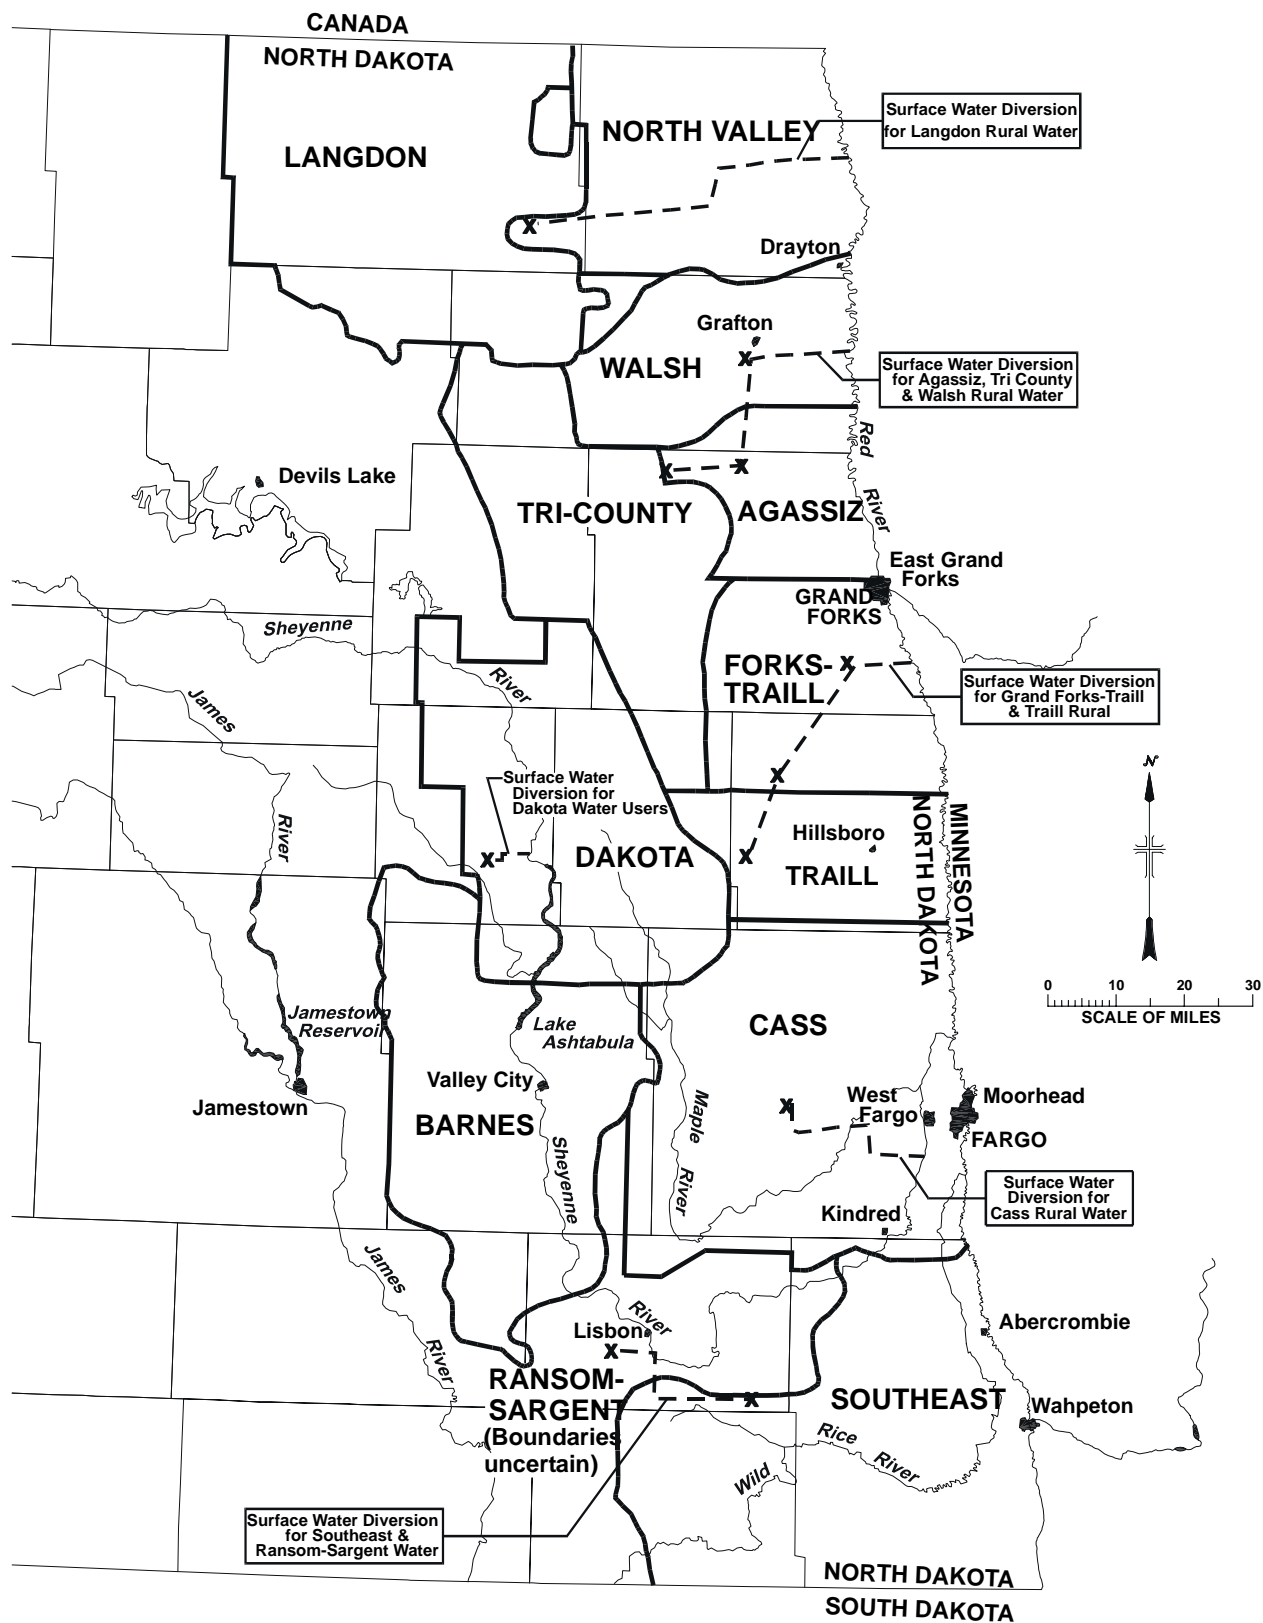 CANADA
NORTH DAKOTA
LANGDON
NORTH VALLEY
Surface Water Diversion
for Langdon Rural Water
X
Drayton
Grafton
X
WALSH
Surface Water Diversion
for Agassiz, Tri County
& Walsh Rural Water
Red
River
Devils Lake
X
X
TRI-COUNTY
AGASSIZ
East Grand
Forks
GRAND
FORKS
Sheyenne
River
FORKS-
TRAILL
X
Surface Water Diversion
for Grand Forks-Traill
& Traill Rural
James
River
N
Surface Water
Diversion for
Dakota Water Users
X
X
DAKOTA
Hillsboro
X
TRAILL
NORTH DAKOTA
MINNESOTA
0 10 20 30
SCALE OF MILES
Jamestown
Reservoir
Lake
Ashtabula
CASS
Valley City
Jamestown
BARNES
Sheyenne
Maple
River
X
West
Fargo
Moorhead
FARGO
Surface Water
Diversion for
Cass Rural Water
Kindred
James
River
River
Lisbon
X
Abercrombie
RANSOM-
SARGENT
(Boundaries
uncertain)
X
SOUTHEAST
Wahpeton
Wild
Rice
River
Surface Water Diversion
for Southeast &
Ransom-Sargent Water
NORTH DAKOTA
SOUTH DAKOTA